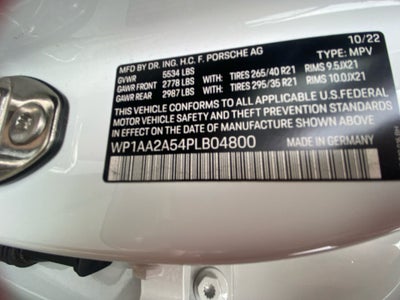 10/22
MFD BY DR. ING. H.C. F. PORSCHE AG
GVWR 5534 LBS TYPE: MPV
GAWR FRONT 2778 LBS WITH: TIRES 265/40 R21 RIMS 9.5JX21
GAWR REAR 2987 LBS WITH: TIRES 295/35 R21 RIMS 10.0JX21
THIS VEHICLE CONFORMS TO ALL APPLICABLE U.S.FEDERAL
MOTOR VEHICLE SAFETY AND THEFT PREVENTION STANDARDS
IN EFFECT ON THE DATE OF MANUFACTURE SHOWN ABOVE
WP1AA2A54PLB04800